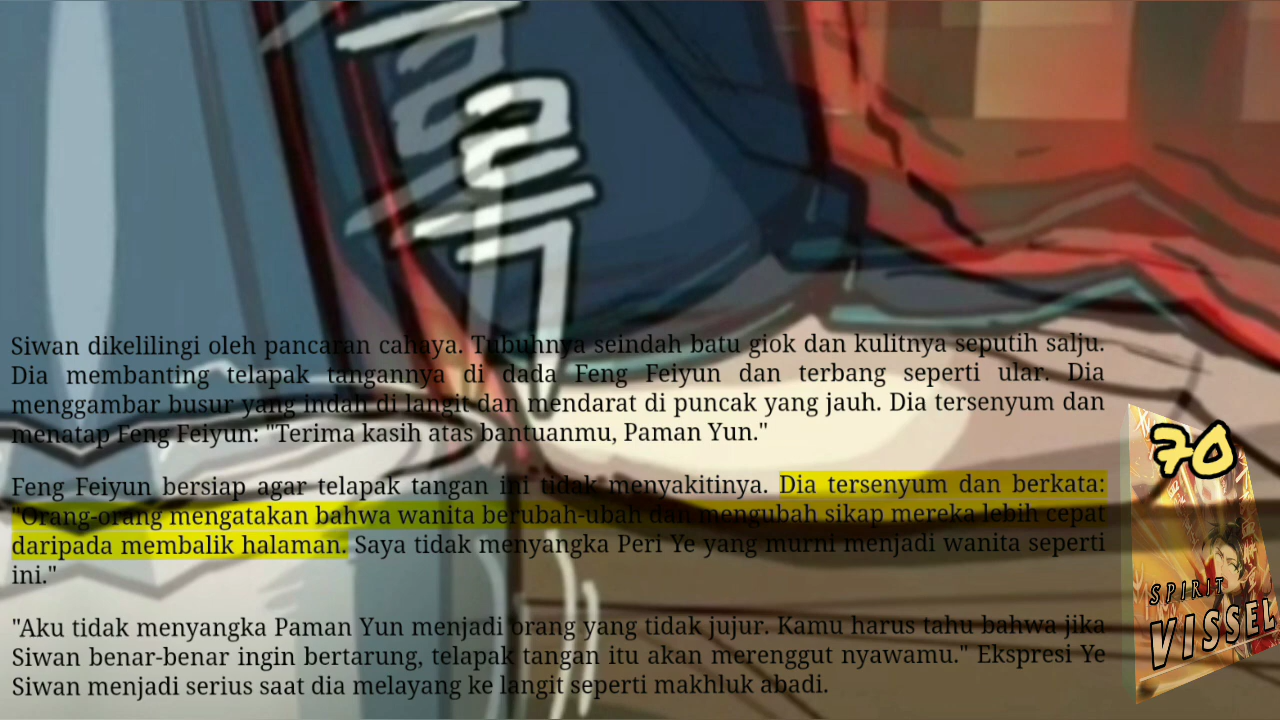 Siwan dikelilingi oleh pancaran cahaya. Tubuhnya seindah batu giok dan kulitnya seputih salju.
Dia membanting telapak tangannya di dada Feng Feiyun dan terbang seperti ular. Dia
menggambar busur yang indah di langit dan mendarat di puncak yang jauh. Dia tersenyum dan
menatap Feng Feiyun: "Terima kasih atas bantuanmu, Paman Yun."
Feng Feiyun bersiap agar telapak tangan ini tidak menyakitinya. Dia tersenyum dan berkata:
"Orang-orang mengatakan bahwa wanita berubah-ubah dan mengubah sikap mereka lebih cepat
daripada membalik halaman. Saya tidak menyangka Peri Ye yang murni menjadi wanita seperti
ini."
"Aku tidak menyangka Paman Yun menjadi orang yang tidak jujur. Kamu harus tahu bahwa jika
Siwan benar-benar ingin bertarung, telapak tangan itu akan merenggut nyawamu." Ekspresi Ye
Siwan menjadi serius saat dia melayang ke langit seperti makhluk abadi.
70
SPIRIT
VISSEL